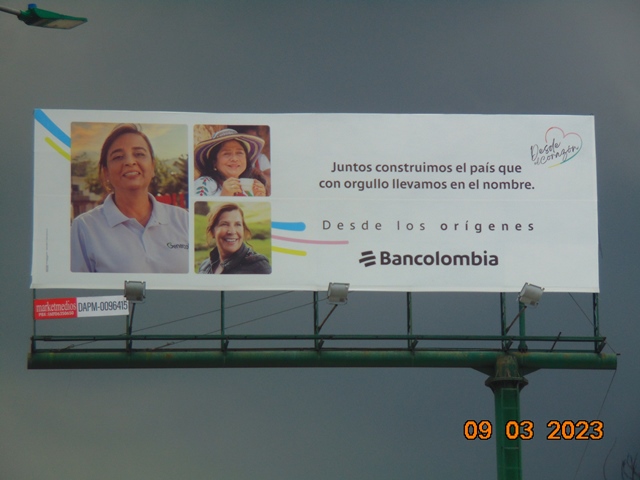 Juntos construimos el país que
con orgullo llevamos en el nombre.
Desde
el corazón
Desde los orígenes
Bancolombia
marketmedios
DAPM-0096415
09 03 2023